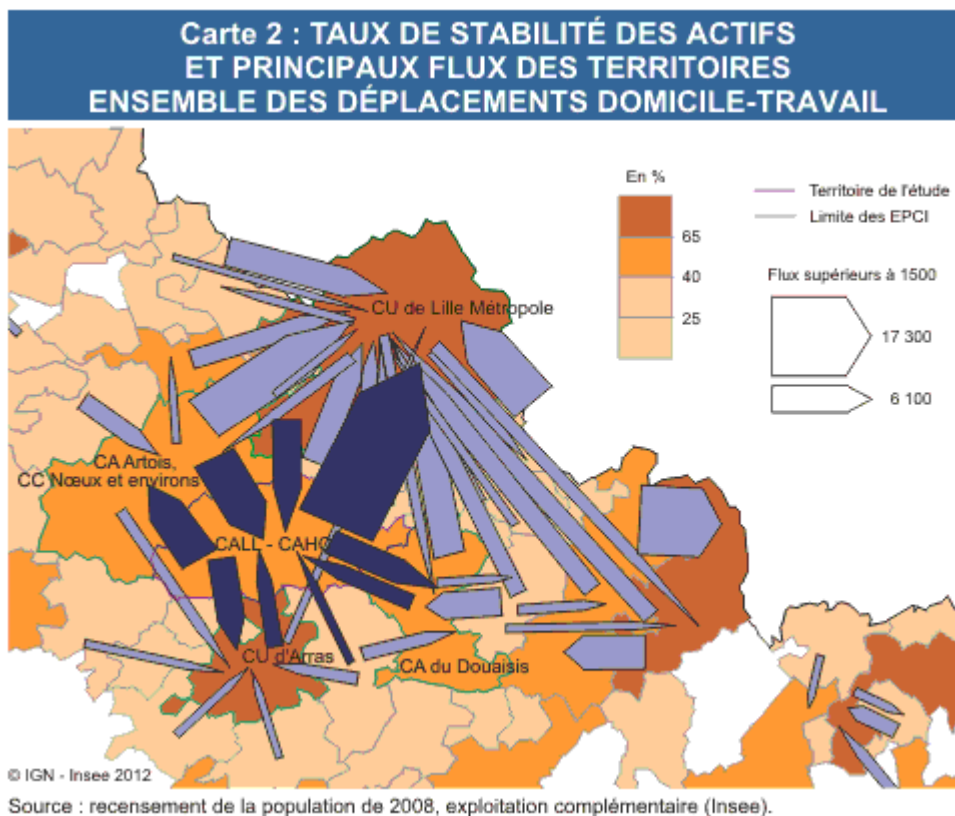 Carte 2 : TAUX DE STABILITÉ DES ACTIFS
ET PRINCIPAUX FLUX DES TERRITOIRES
ENSEMBLE DES DÉPLACEMENTS DOMICILE-TRAVAIL
En %
65
40
25
Territoire de l'étude
Limite des EPCI
Flux supérieurs à 1500
17 300
6 100
CU de Lille Métropole
CA Artois,
CC Nœux et environs
CALL - CAHC
CU d'Arras
CA du Douaisis
© IGN - Insee 2012
Source : recensement de la population de 2008, exploitation complémentaire (Insee).